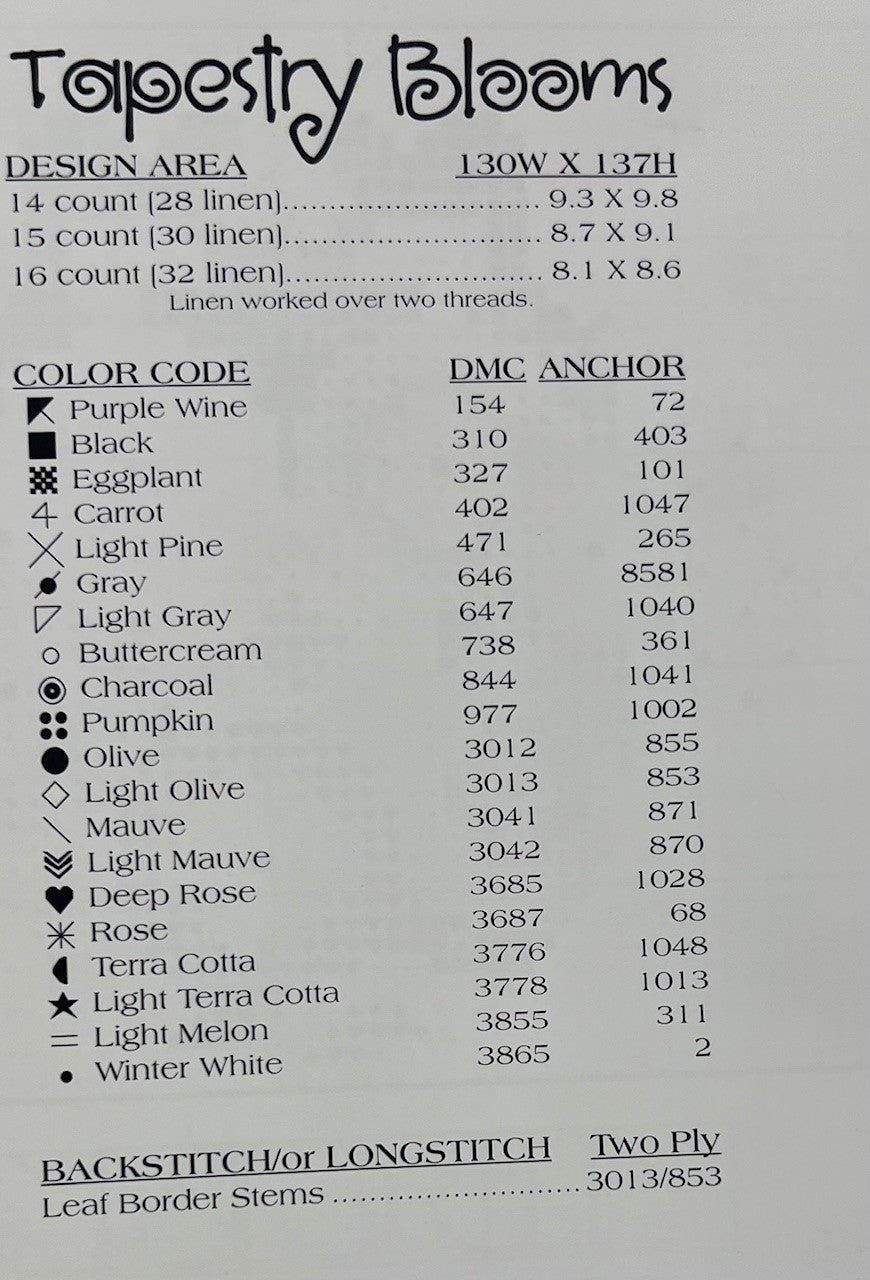 Tapestry Blooms
DESIGN AREA 130W X 137H
14 count (28 linen)........................... 9.3 X 9.8
15 count (30 linen)........................... 8.7 X 9.1
16 count (32 linen)........................... 8.1 X 8.6
Linen worked over two threads.
COLOR CODE DMC ANCHOR
Purple Wine 154 72
Black 310 403
Eggplant 327 101
Carrot 402 1047
Light Pine 471 265
Gray 646 8581
Light Gray 647 1040
Buttercream 738 361
Charcoal 844 1041
Pumpkin 977 1002
Olive 3012 855
Light Olive 3013 853
Mauve 3041 871
Light Mauve 3042 870
Deep Rose 3685 1028
Rose 3687 68
Terra Cotta 3776 1048
Light Terra Cotta 3778 1013
Light Melon 3855 311
Winter White 3865 2
BACKSTITCH/or LONGSTITCH Two Ply
Leaf Border Stems ........................... 3013/853